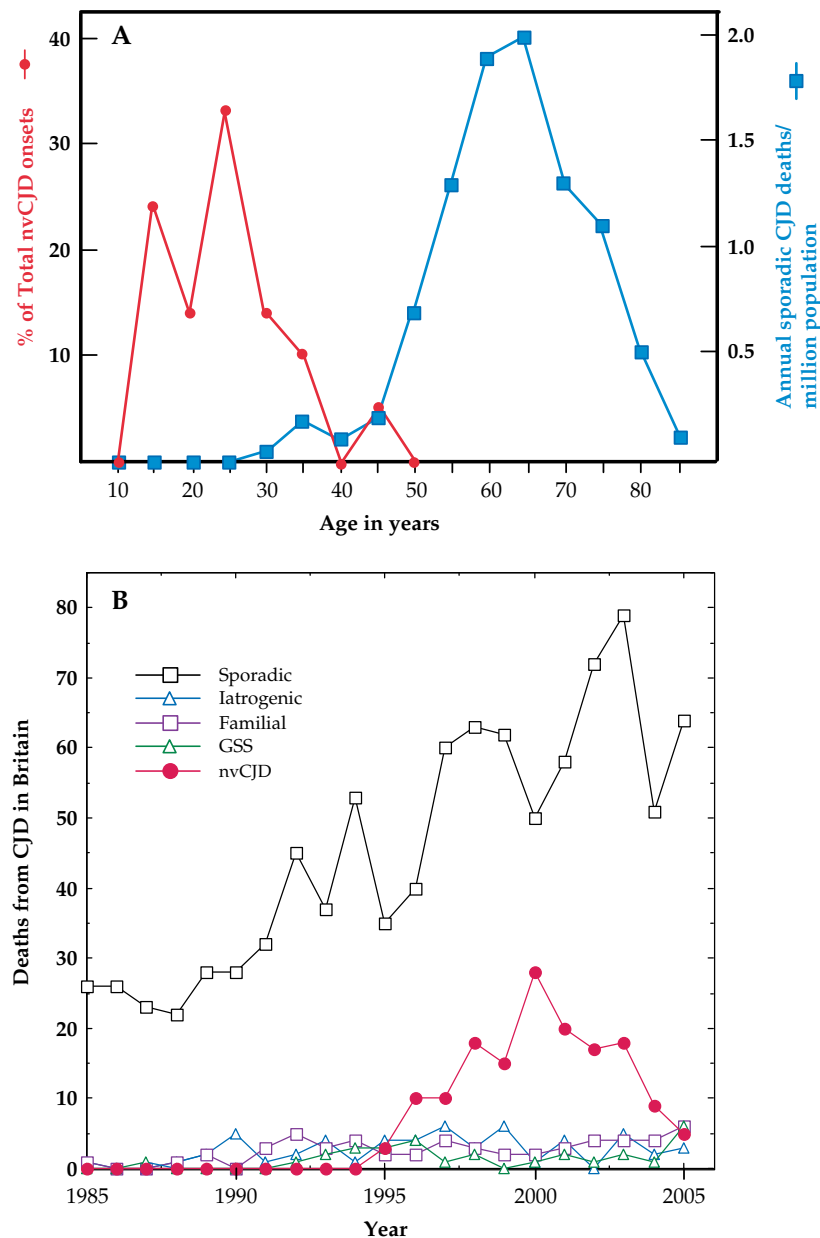 A
40
30
20
10
% of Total nvCJD onsets
2.0
1.5
1.0
0.5
Annual sporadic CJD deaths/
million population
10 20 30 40 50 60 70 80
Age in years
B
80
70
60
50
40
30
20
10
0
Deaths from CJD in Britain
Sporadic
Iatrogenic
Familial
GSS
nvCJD
1985 1990 1995 2000 2005
Year